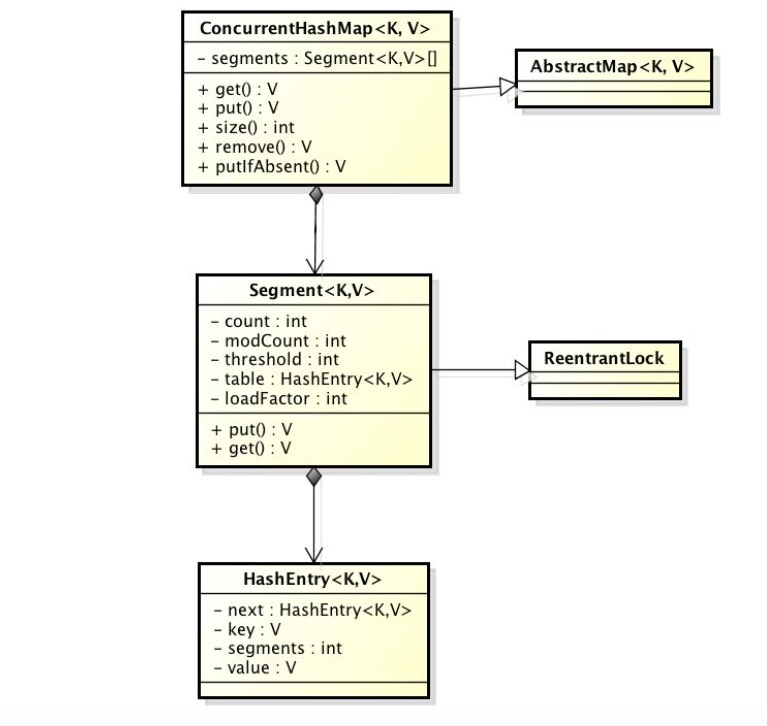 ConcurrentHashMap<K, V>
- segments : Segment<K,V>[]
+ get() : V
+ put() : V
+ size() : int
+ remove() : V
+ putIfAbsent() : V
AbstractMap<K, V>
Segment<K,V>
- count : int
- modCount : int
- threshold : int
- table : HashEntry<K,V>
- loadFactor : int
+ put() : V
+ get() : V
ReentrantLock
HashEntry<K,V>
- next : HashEntry<K,V>
- key : V
- segments : int
- value : V